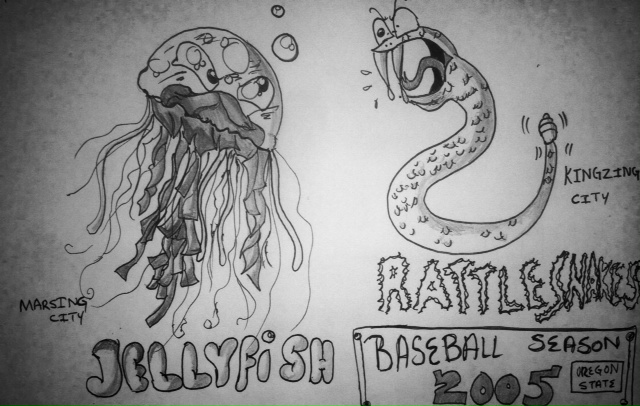 MARSING
CITY
JELLYFiSH
KINGZING
CITY
RATTLESNAKES
BASEBALL SEASON
2005
OREGON
STATE